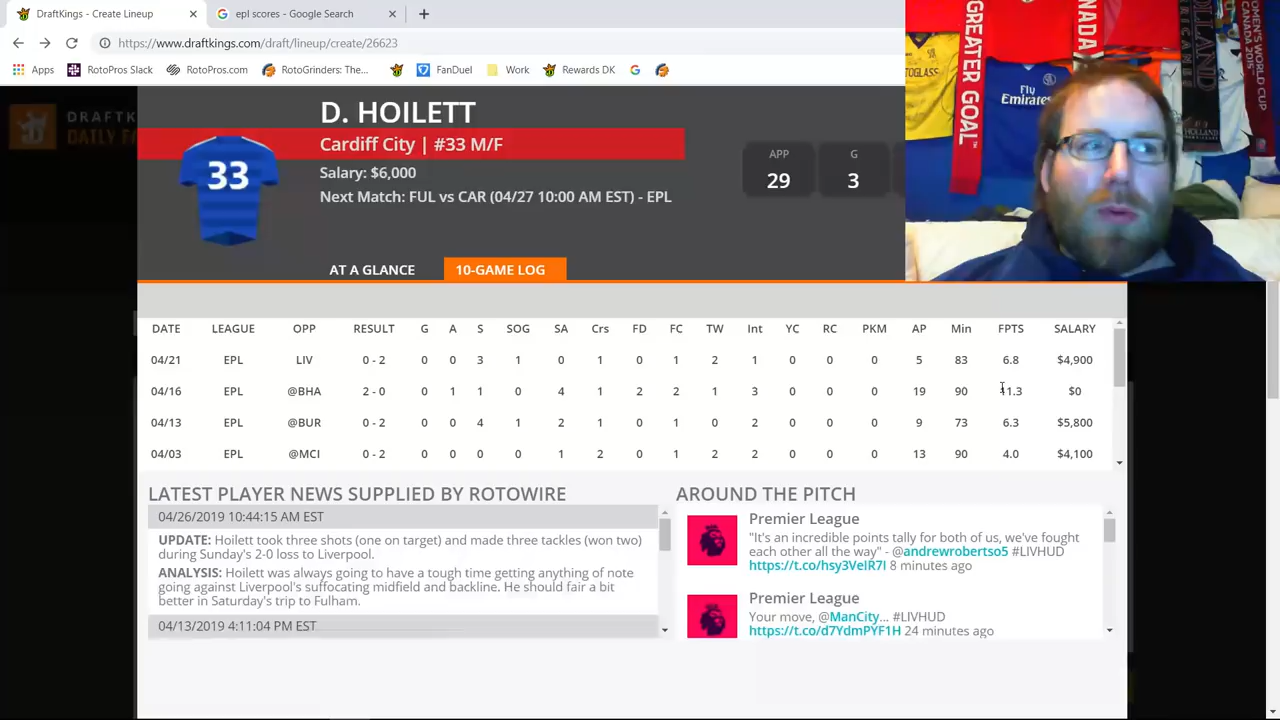 DraftKings - Create Lineup
epl scores - Google Search
https://www.draftkings.com/draft/lineup/create/26623
Apps
RotoPros Slack
RotoPros.com
RotoGrinders: The...
FanDuel
Work
Rewards DK
D. HOILETT
Cardiff City | #33 M/F
Salary: $6,000
Next Match: FUL vs CAR (04/27 10:00 AM EST) - EPL
33
APP
G
29
3
AT A GLANCE
10-GAME LOG
DATE LEAGUE OPP RESULT G A S SOG SA Crs FD FC TW Int YC RC PKM AP Min FPTS SALARY
04/21 EPL LIV 0 - 2 0 0 3 1 0 1 0 1 2 1 0 0 0 5 83 6.8 $4,900
04/16 EPL @BHA 2 - 0 0 1 1 0 4 1 2 2 1 3 0 0 0 19 90 11.3 $0
04/13 EPL @BUR 0 - 2 0 0 4 1 2 1 0 1 0 2 0 0 0 9 73 6.3 $5,800
04/03 EPL @MCI 0 - 2 0 0 0 0 1 2 0 1 2 2 0 0 0 13 90 4.0 $4,100
LATEST PLAYER NEWS SUPPLIED BY ROTOWIRE
04/26/2019 10:44:15 AM EST
UPDATE: Hoilett took three shots (one on target) and made three tackles (won two)
during Sunday's 2-0 loss to Liverpool.
ANALYSIS: Hoilett was always going to have a tough time getting anything of note
going against Liverpool's suffocating midfield and backline. He should fair a bit
better in Saturday's trip to Fulham.
04/13/2019 4:11:04 PM EST
AROUND THE PITCH
Premier League
"It's an incredible points tally for both of us, we've fought
each other all the way" - @andrewrobertso5 #LIVHUD
https://t.co/hsy3VeIR7I 8 minutes ago
Premier League
Your move, @ManCity... #LIVHUD
https://t.co/d7YdmPYF1H 24 minutes ago
GREATER GOAL
Fly
Emirates